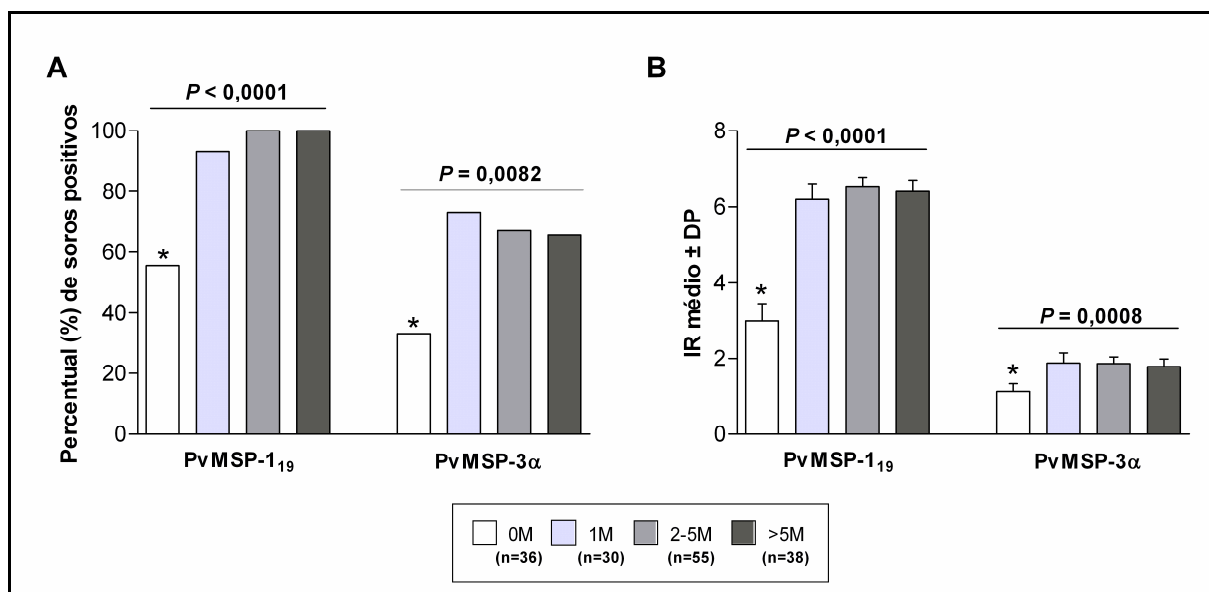 A
P < 0,0001
Percentual (%) de soros positivos
100
80
60
40
20
0
*
P = 0,0082
*
PvMSP-1₁₉
PvMSP-3α
B
P < 0,0001
IR médio ± DP
8
6
4
2
0
*
P = 0,0008
*
PvMSP-1₁₉
PvMSP-3α
0M 1M 2-5M >5M
(n=36) (n=30) (n=55) (n=38)